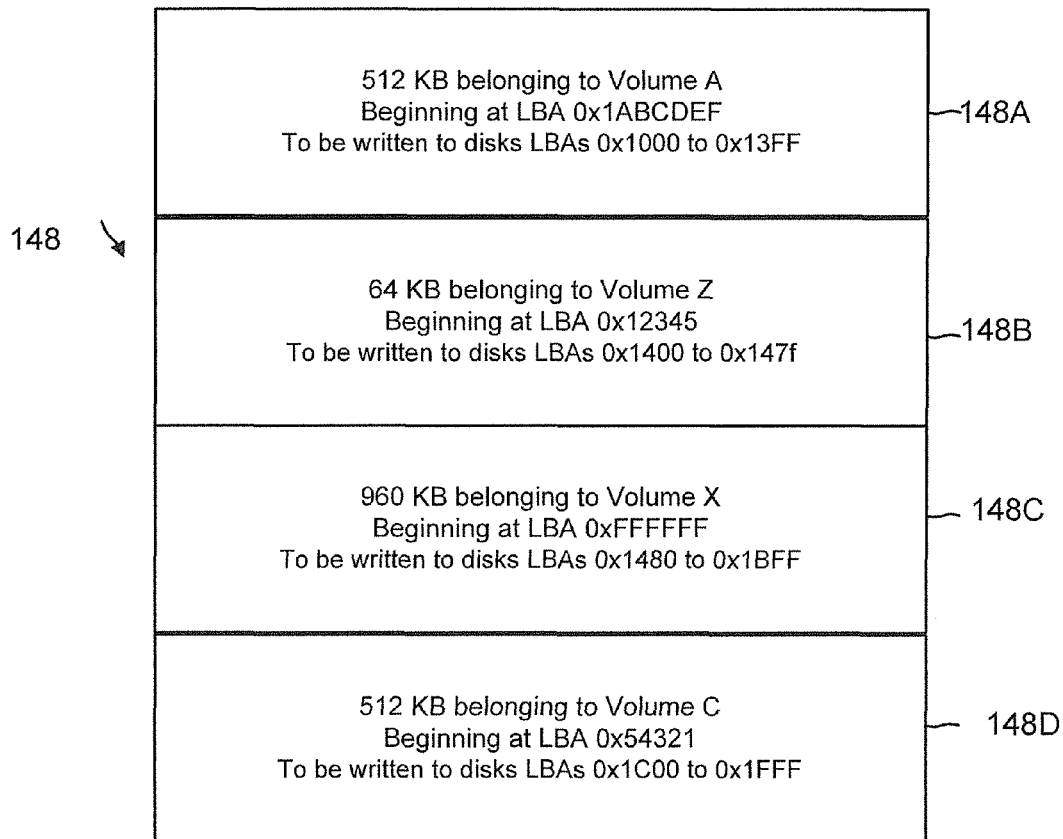 512 KB belonging to Volume A
Beginning at LBA 0x1ABCDEF
To be written to disks LBAs 0x1000 to 0x13FF
148A
148
64 KB belonging to Volume Z
Beginning at LBA 0x12345
To be written to disks LBAs 0x1400 to 0x147f
148B
960 KB belonging to Volume X
Beginning at LBA 0xFFFFFF
To be written to disks LBAs 0x1480 to 0x1BFF
148C
512 KB belonging to Volume C
Beginning at LBA 0x54321
To be written to disks LBAs 0x1C00 to 0x1FFF
148D